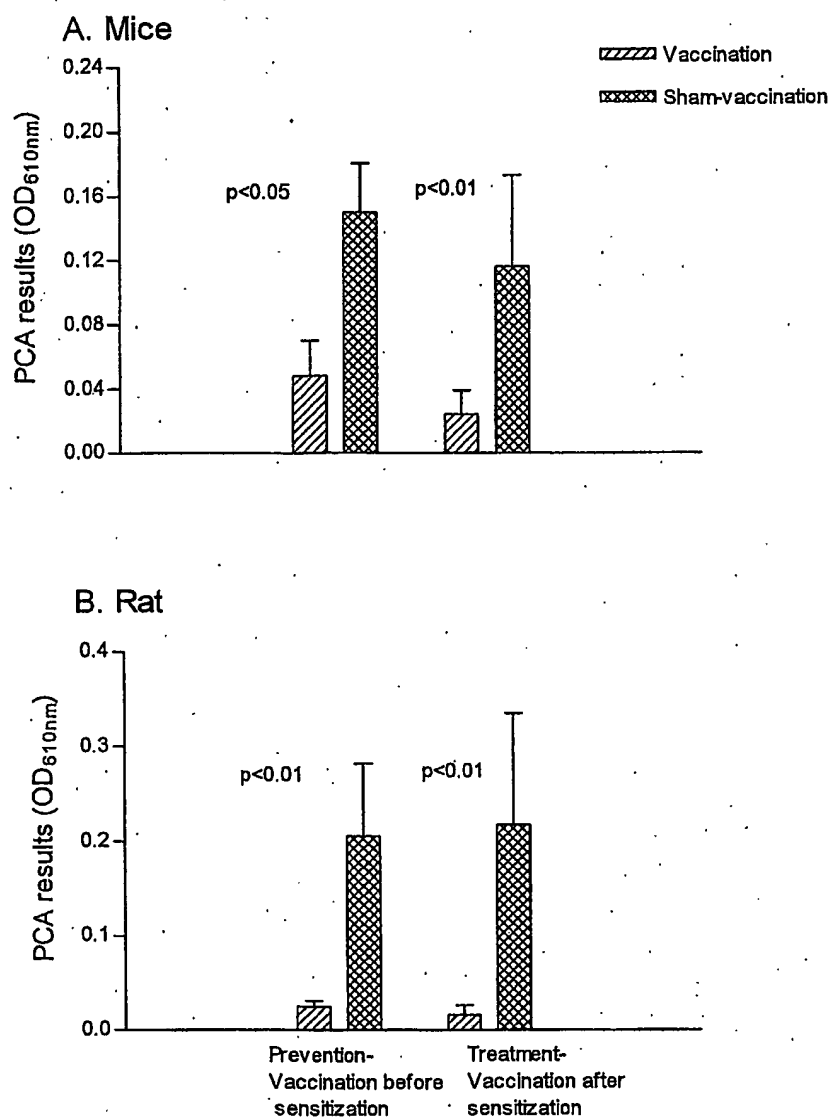 A. Mice
Vaccination
Sham-vaccination
PCA results (OD610nm)
0.24
0.20
0.16
0.12
0.08
0.04
0.00
p<0.05
p<0.01
B. Rat
PCA results (OD610nm)
0.4
0.3
0.2
0.1
0.0
p<0.01
p<0.01
Prevention-
Vaccination before
sensitization
Treatment-
Vaccination after
sensitization